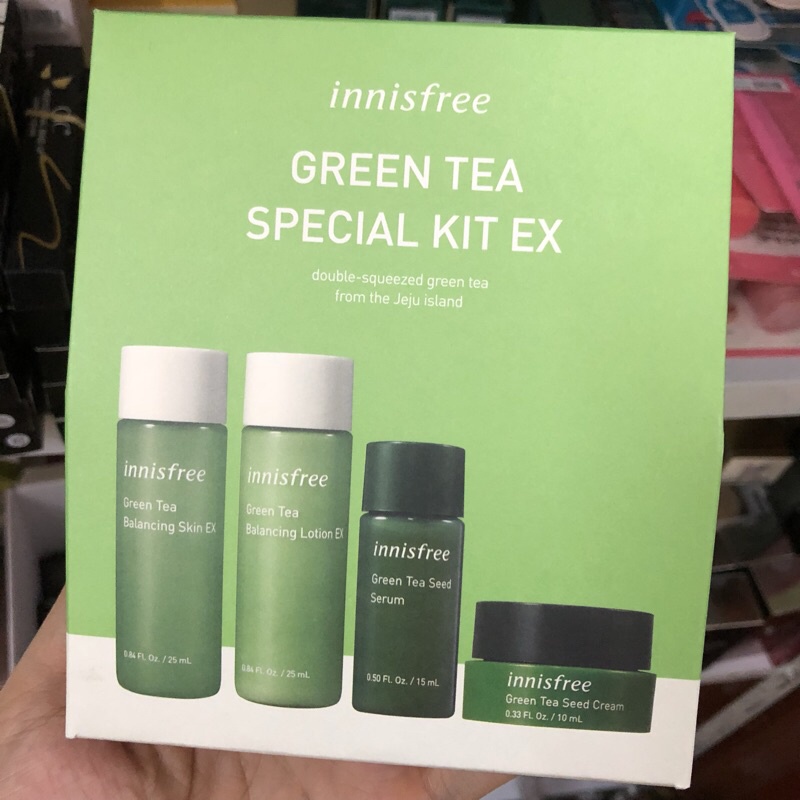 innisfree
GREEN TEA
SPECIAL KIT EX
double-squeezed green tea
from the Jeju island
innisfree
Green Tea
Balancing Skin EX
0.84 FL Oz. / 25 mL
innisfree
Green Tea
Balancing Lotion EX
0.84 FL Oz. / 25 mL
innisfree
Green Tea Seed
Serum
0.50 FL Oz. / 15 mL
innisfree
Green Tea Seed Cream
0.33 FL Oz. / 10 mL